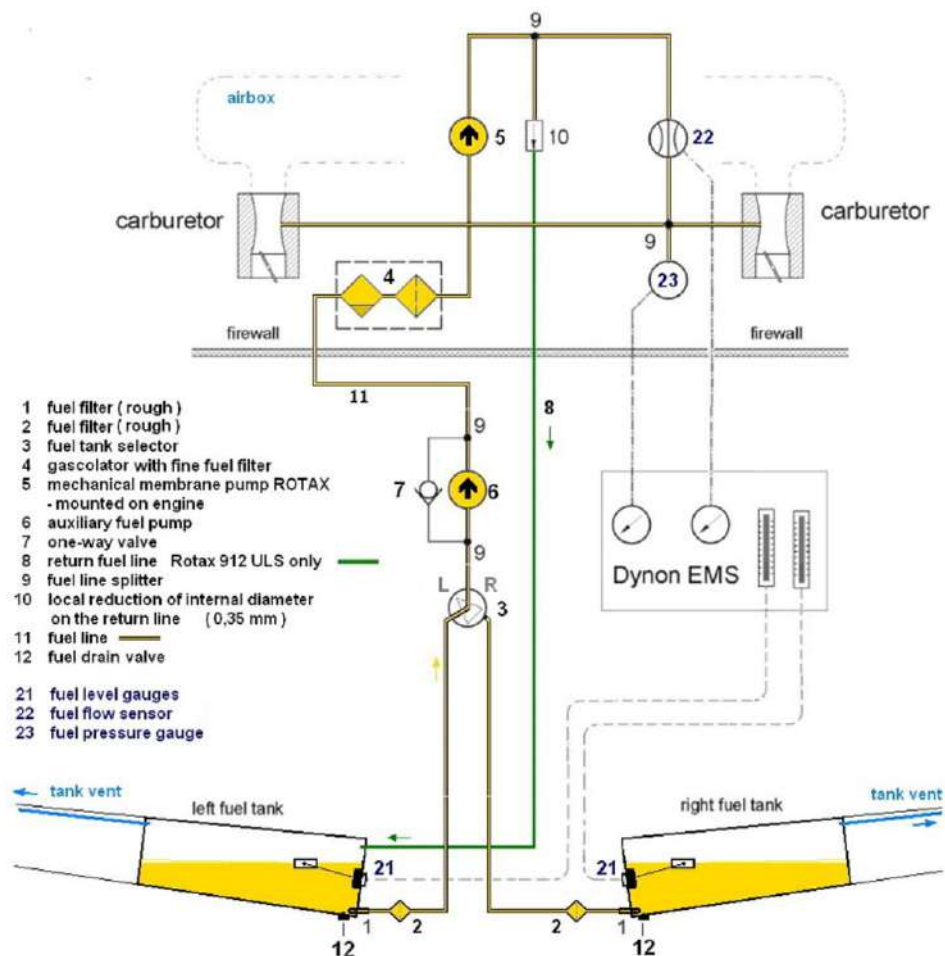 9
airbox
5
10
22
carburetor
carburetor
9
4
23
firewall
firewall
11
8
1 fuel filter ( rough )
2 fuel filter ( rough )
3 fuel tank selector
4 gascolator with fine fuel filter
5 mechanical membrane pump ROTAX
- mounted on engine
6 auxiliary fuel pump
7 one-way valve
8 return fuel line Rotax 912 ULS only
9 fuel line splitter
10 local reduction of internal diameter
on the return line ( 0,35 mm )
11 fuel line
12 fuel drain valve
21 fuel level gauges
22 fuel flow sensor
23 fuel pressure gauge
9
7
6
9
L R
3
Dynon EMS
tank vent
left fuel tank
right fuel tank
tank vent
21
21
1
2
2
1
12
12